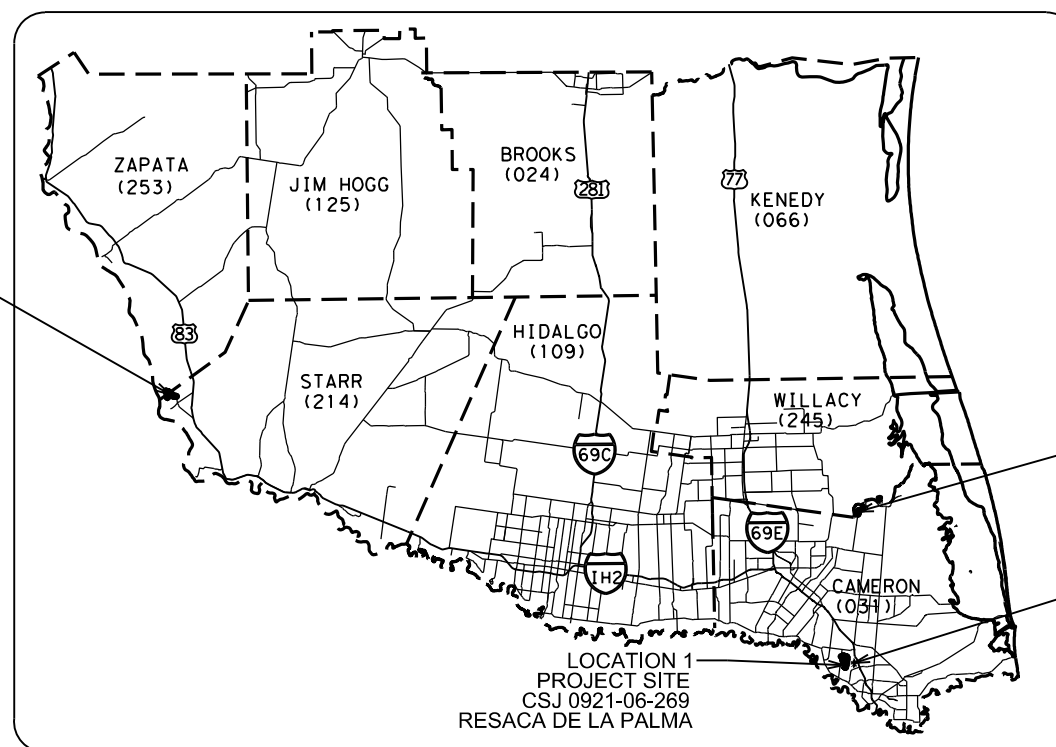 ZAPATA
(253)
JIM HOGG
(125)
BROOKS
(024)
281
77
KENEDY
(066)
83
HIDALGO
(109)
STARR
(214)
WILLACY
(245)
69C
69E
IH2
CAMERON
(031)
LOCATION 1
PROJECT SITE
CSJ 0921-06-269
RESACA DE LA PALMA